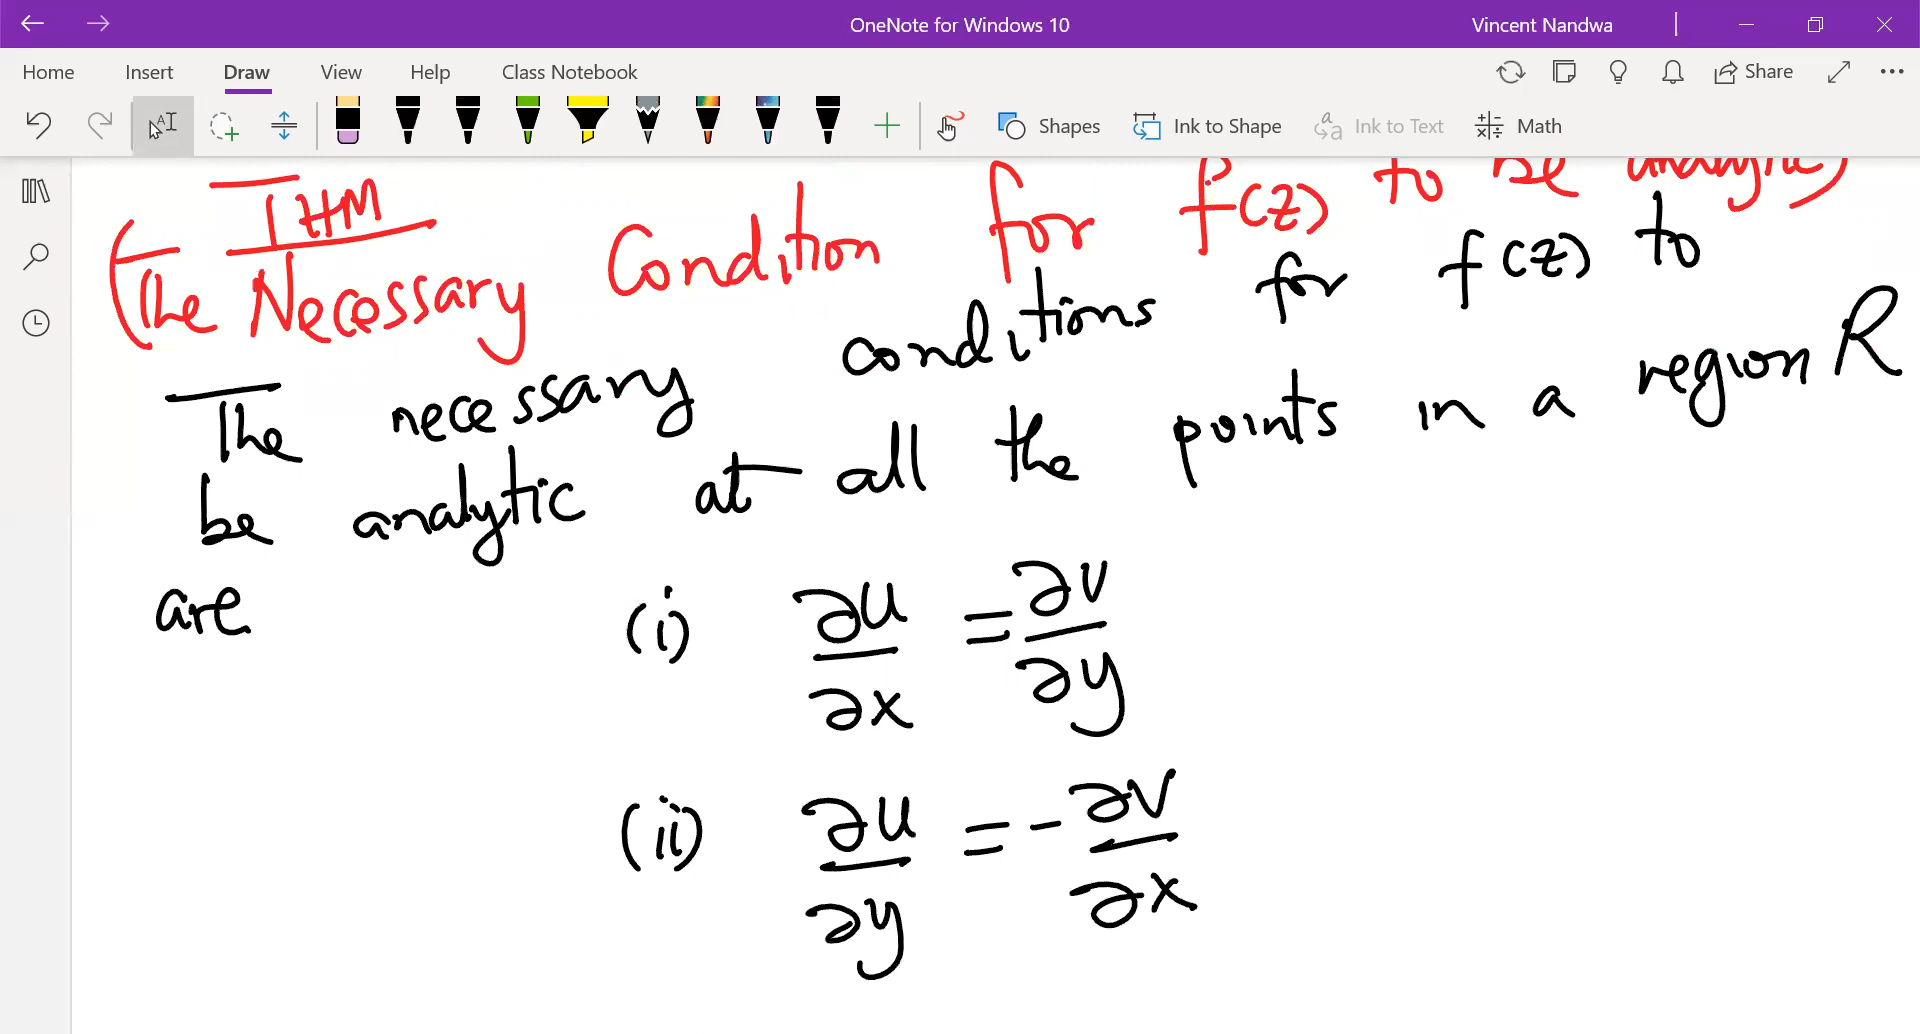 OneNote for Windows 10
Vincent Nandwa
Home Insert Draw View Help Class Notebook
Share
Shapes Ink to Shape Ink to Text Math
THM
(The Necessary Condition for f(z) to be analytic)
The necessary conditions for f(z) to
be analytic at all the points in a region R
are
(i) ∂u/∂x = ∂v/∂y
(ii) ∂u/∂y = -∂v/∂x